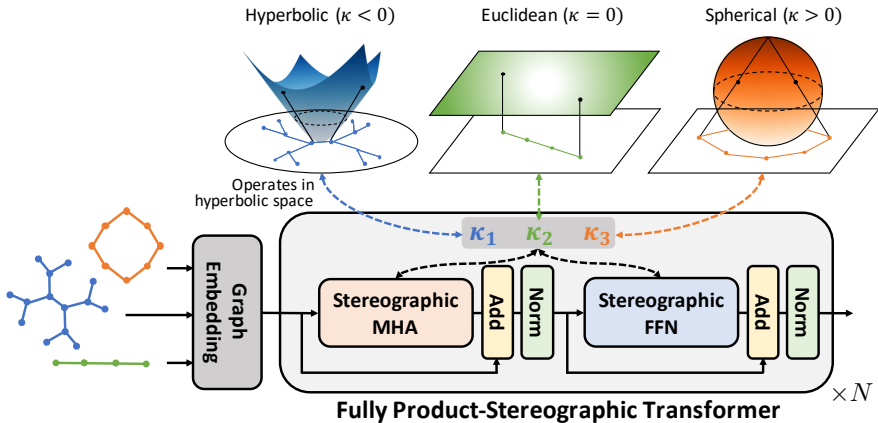 Hyperbolic (κ < 0)
Euclidean (κ = 0)
Spherical (κ > 0)
Operates in
hyperbolic space
κ₁ κ₂ κ₃
Graph
Embedding
Stereographic
MHA
Add
Norm
Stereographic
FFN
Add
Norm
×N
Fully Product-Stereographic Transformer